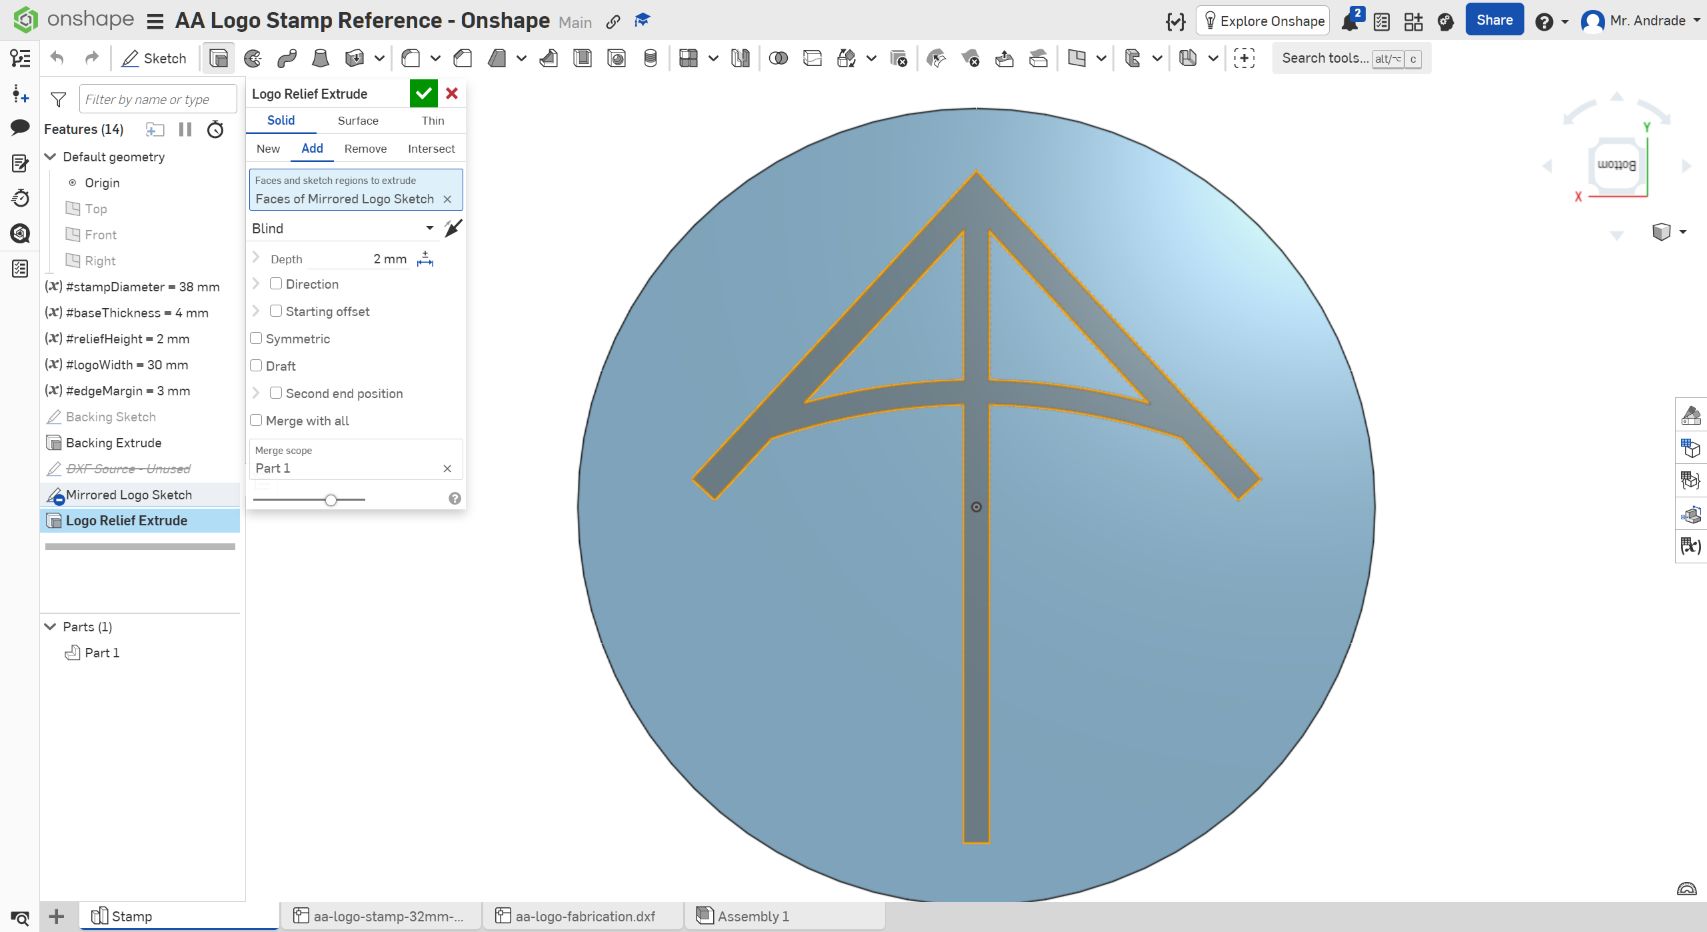 onshape
AA Logo Stamp Reference - Onshape
Main
Explore Onshape
2
Share
Mr. Andrade
Sketch
Search tools... alt/⌥ c
Filter by name or type
Features (14)
Default geometry
Origin
Top
Front
Right
(x) #stampDiameter = 38 mm
(x) #baseThickness = 4 mm
(x) #reliefHeight = 2 mm
(x) #logoWidth = 30 mm
(x) #edgeMargin = 3 mm
Backing Sketch
Backing Extrude
DXF Source - Unused
Mirrored Logo Sketch
Logo Relief Extrude
Parts (1)
Part 1
Logo Relief Extrude
Solid Surface Thin
New Add Remove Intersect
Faces and sketch regions to extrude
Faces of Mirrored Logo Sketch
Blind
Depth 2 mm
Direction
Starting offset
Symmetric
Draft
Second end position
Merge with all
Merge scope
Part 1
Y
Bottom
X
Stamp
aa-logo-stamp-32mm-...
aa-logo-fabrication.dxf
Assembly 1